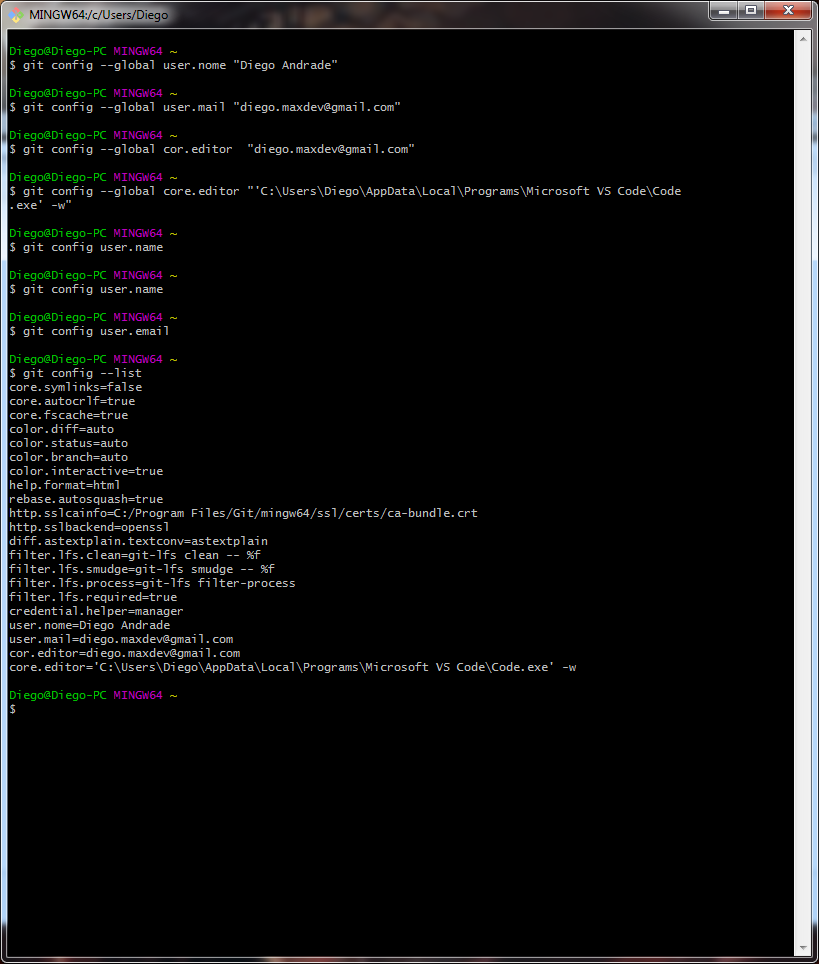 MINGW64:/c/Users/Diego
Diego@Diego-PC MINGW64 ~
$ git config --global user.nome "Diego Andrade"
Diego@Diego-PC MINGW64 ~
$ git config --global user.mail "diego.maxdev@gmail.com"
Diego@Diego-PC MINGW64 ~
$ git config --global cor.editor  "diego.maxdev@gmail.com"
Diego@Diego-PC MINGW64 ~
$ git config --global core.editor "'C:\Users\Diego\AppData\Local\Programs\Microsoft VS Code\Code
.exe' -w"
Diego@Diego-PC MINGW64 ~
$ git config user.name
Diego@Diego-PC MINGW64 ~
$ git config user.name
Diego@Diego-PC MINGW64 ~
$ git config user.email
Diego@Diego-PC MINGW64 ~
$ git config --list
core.symlinks=false
core.autocrlf=true
core.fscache=true
color.diff=auto
color.status=auto
color.branch=auto
color.interactive=true
help.format=html
rebase.autosquash=true
http.sslcainfo=C:/Program Files/Git/mingw64/ssl/certs/ca-bundle.crt
http.sslbackend=openssl
diff.astextplain.textconv=astextplain
filter.lfs.clean=git-lfs clean -- %f
filter.lfs.smudge=git-lfs smudge -- %f
filter.lfs.process=git-lfs filter-process
filter.lfs.required=true
credential.helper=manager
user.nome=Diego Andrade
user.mail=diego.maxdev@gmail.com
cor.editor=diego.maxdev@gmail.com
core.editor='C:\Users\Diego\AppData\Local\Programs\Microsoft VS Code\Code.exe' -w
Diego@Diego-PC MINGW64 ~
$